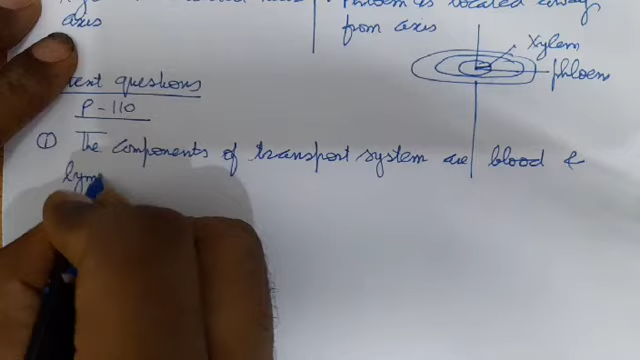 Phloem is located away
axis
from axis
Xylem
phloem
text questions
P-110
① The components of transport system are blood &
lym